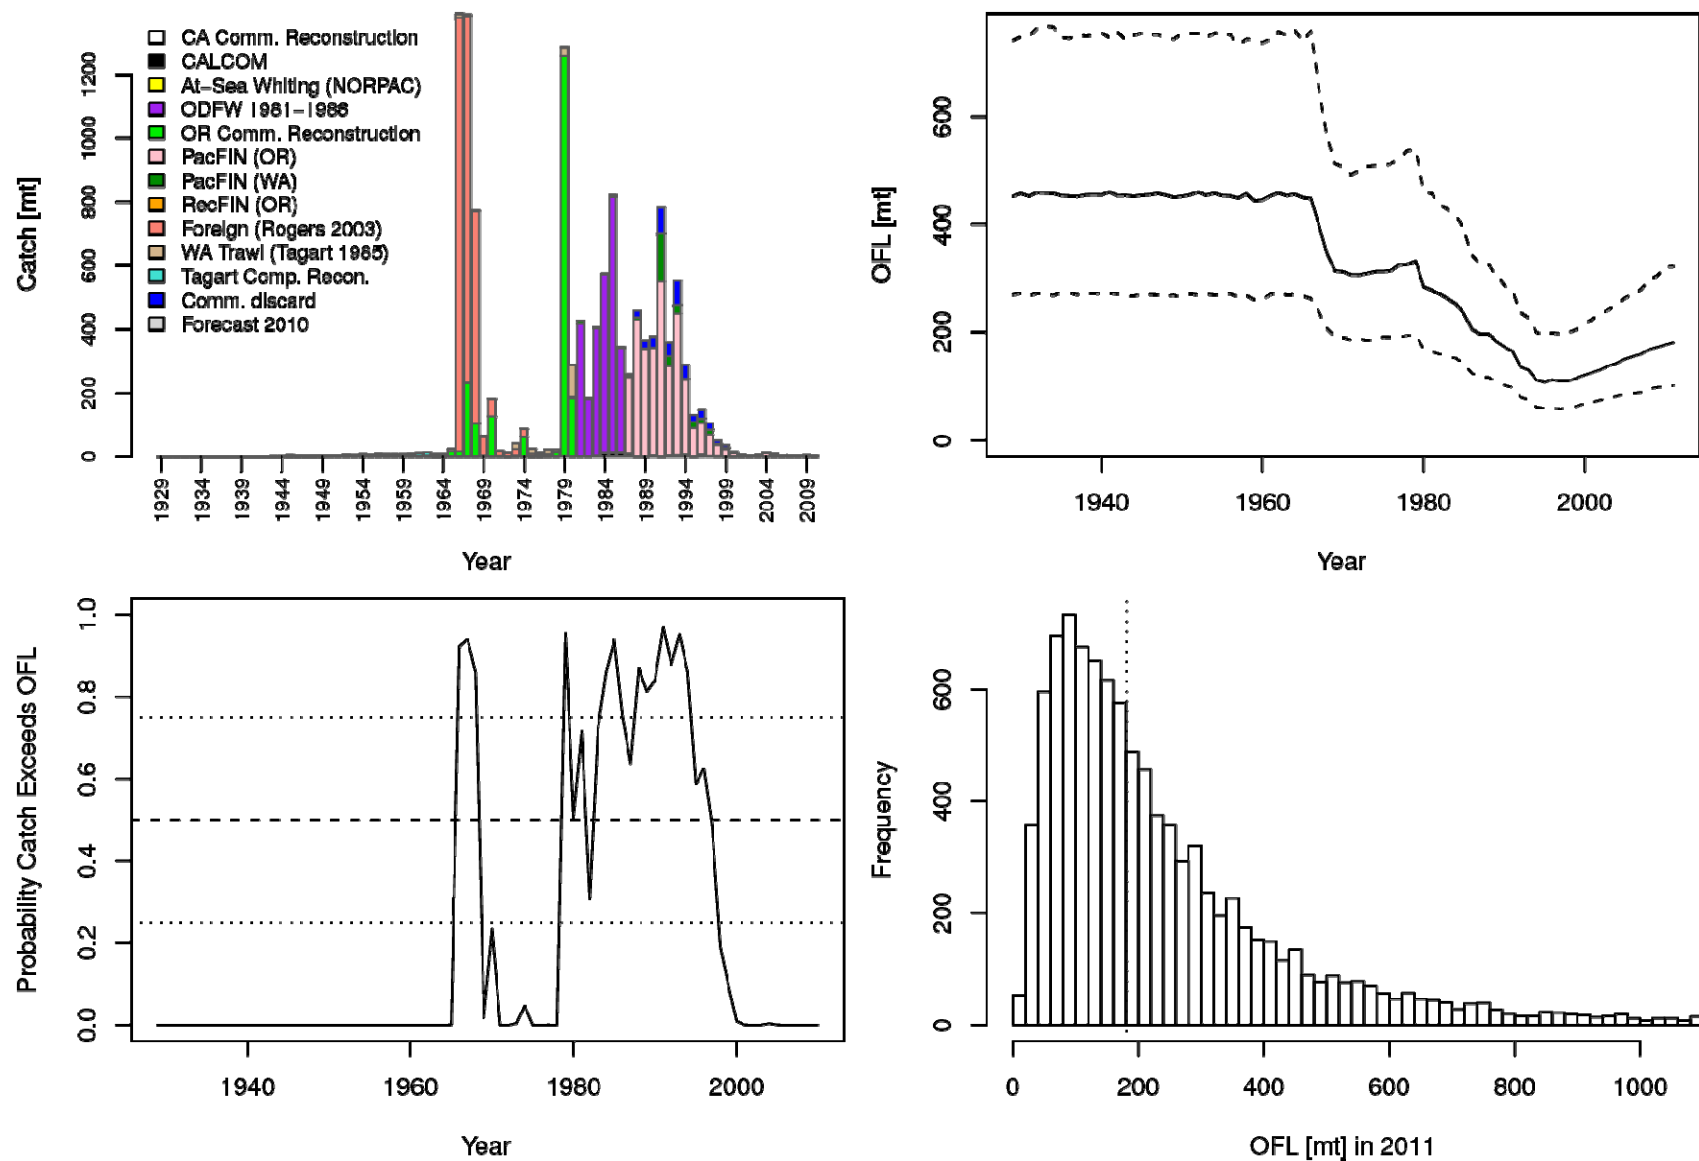 CA Comm. Reconstruction
CALCOM
At-Sea Whiting (NORPAC)
ODFW 1981-1986
OR Comm. Reconstruction
PacFIN (OR)
PacFIN (WA)
RecFIN (OR)
Foreign (Rogers 2003)
WA Trawl (Tagart 1985)
Tagart Comp. Recon.
Comm. discard
Forecast 2010
Catch [mt]
0 200 400 600 800 1000 1200
1929 1934 1939 1944 1949 1954 1959 1964 1969 1974 1979 1984 1989 1994 1999 2004 2009
Year
OFL [mt]
0 200 400 600
1940 1960 1980 2000
Year
Probability Catch Exceeds OFL
0.0 0.2 0.4 0.6 0.8 1.0
1940 1960 1980 2000
Year
Frequency
0 200 400 600
0 200 400 600 800 1000
OFL [mt] in 2011